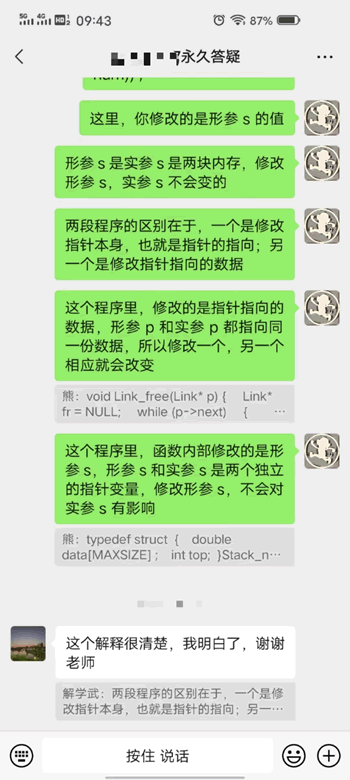 5G 4G HD 1 2 09:43 87%
7永久答疑
num));
这里，你修改的是形参 s 的值
形参 s 是实参 s 是两块内存，修改
形参 s，实参 s 不会变的
两段程序的区别在于，一个是修改
指针本身，也就是指针的指向；另
一个是修改指针指向的数据
这个程序里，修改的是指针指向的
数据，形参 p 和实参 p 都指向同
一份数据，所以修改一个，另一个
相应就会改变
熊：void Link_free(Link* p) { Link*
fr = NULL; while (p->next) { ···
这个程序里，函数内部修改的是形
参 s，形参 s 和实参 s 是两个独立
的指针变量，修改形参 s，不会对
实参 s 有影响
熊：typedef struct { double
data[MAXSIZE] ; int top; }Stack_n···
这个解释很清楚，我明白了，谢谢
老师
解学武：两段程序的区别在于，一个是修
改指针本身，也就是指针的指向；另一···
按住 说话